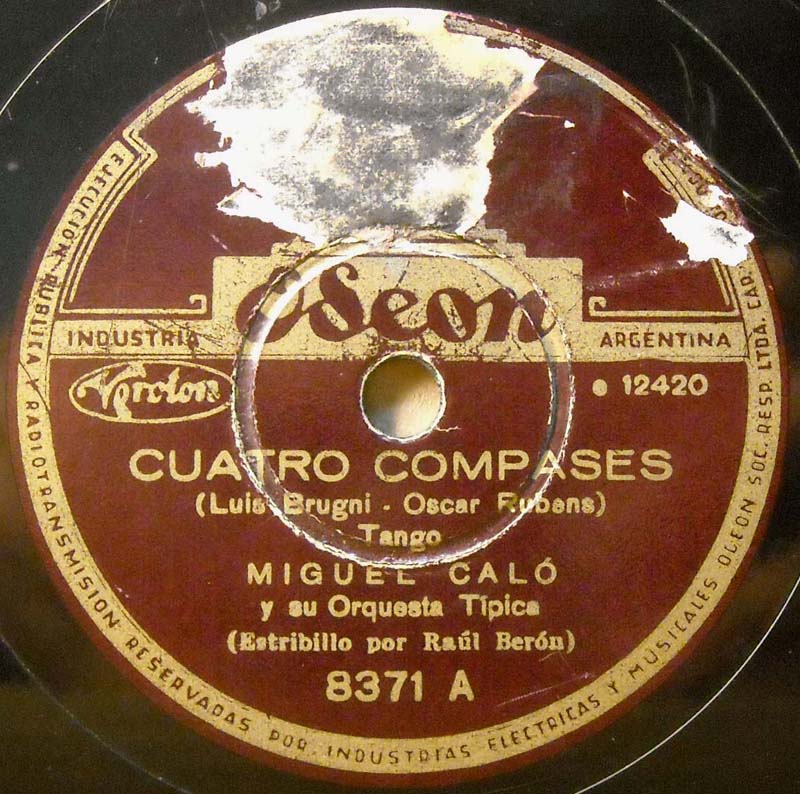 Odeon
INDUSTRIA ARGENTINA
Veroton
e 12420
CUATRO COMPASES
(Luis Brugni - Oscar Rubens)
Tango
MIGUEL CALÓ
y su Orquesta Típica
(Estribillo por Raúl Berón)
8371 A
EJECUCION PUBLICA Y RADIOTRANSMISION RESERVADAS POR INDUSTRIAS ELECTRICAS Y MUSICALES ODEON SOC. RESP. LTDA. CAP.